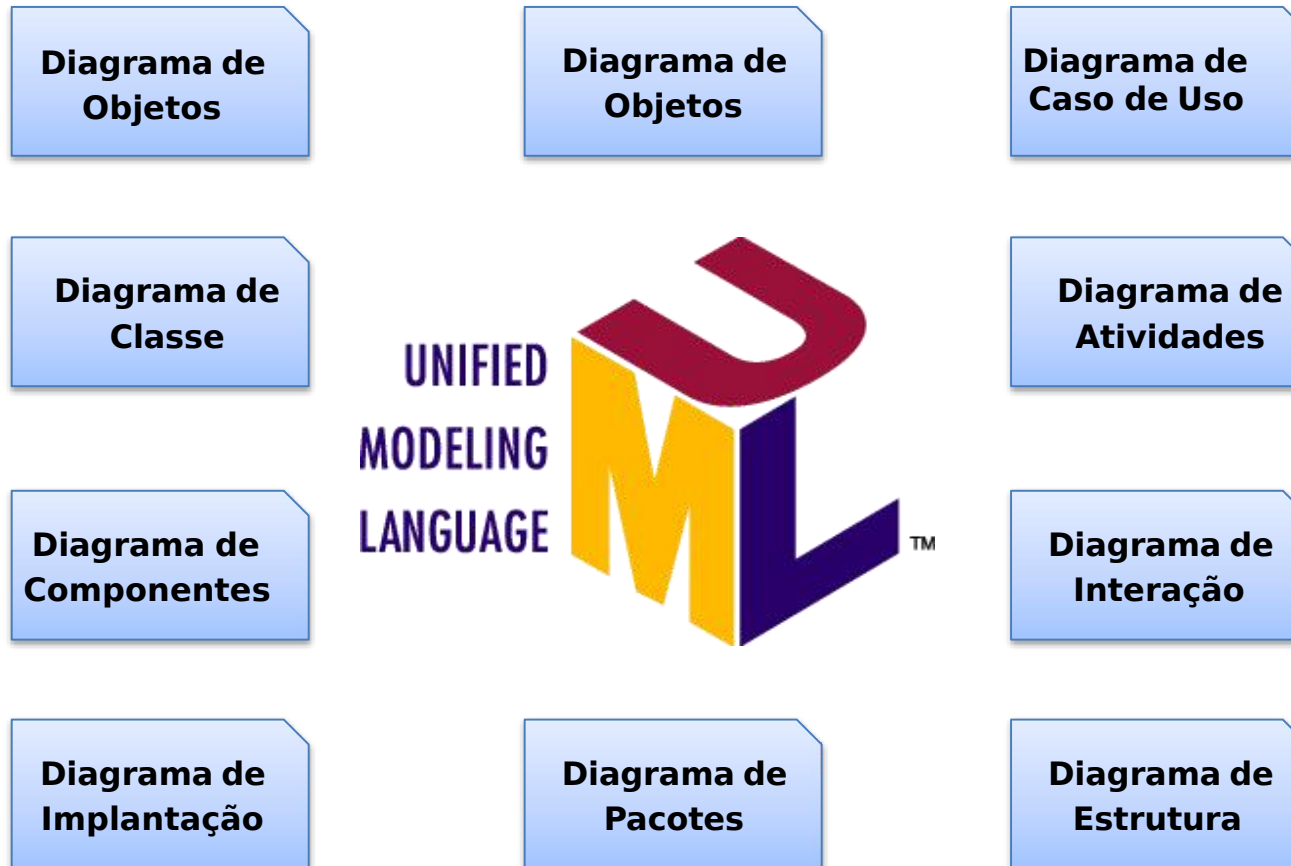 Diagrama de
Objetos
Diagrama de
Objetos
Diagrama de
Caso de Uso
Diagrama de
Classe
UNIFIED
MODELING
LANGUAGE
UML
TM
Diagrama de
Atividades
Diagrama de
Componentes
Diagrama de
Interação
Diagrama de
Implantação
Diagrama de
Pacotes
Diagrama de
Estrutura